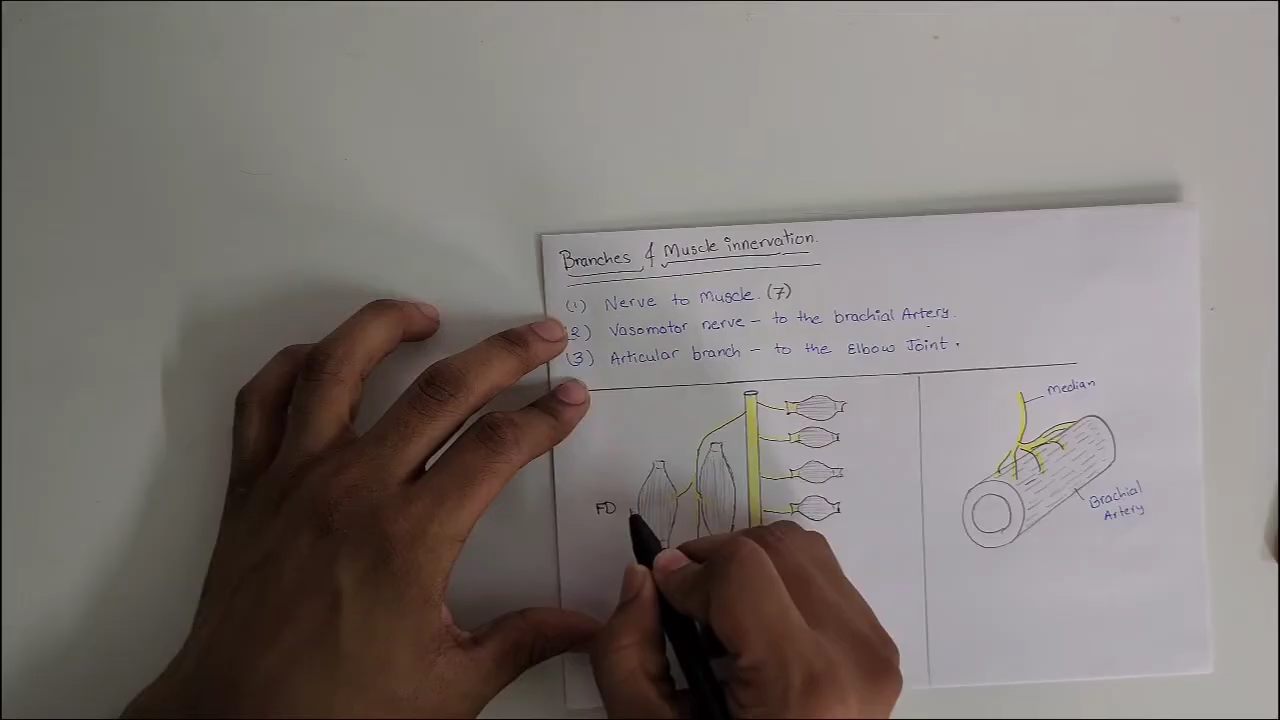 Branches & Muscle innervation.
(1) Nerve to Muscle. (7)
(2) Vasomotor nerve - to the brachial Artery.
(3) Articular branch - to the Elbow Joint.
Median
FD
Brachial
Artery